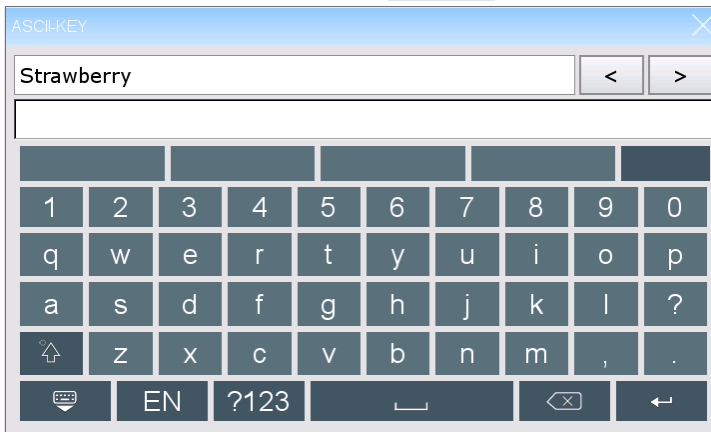 ASCII-KEY
Strawberry < >
1 2 3 4 5 6 7 8 9 0
q w e r t y u i o p
a s d f g h j k l ?
z x c v b n m , .
EN ?123